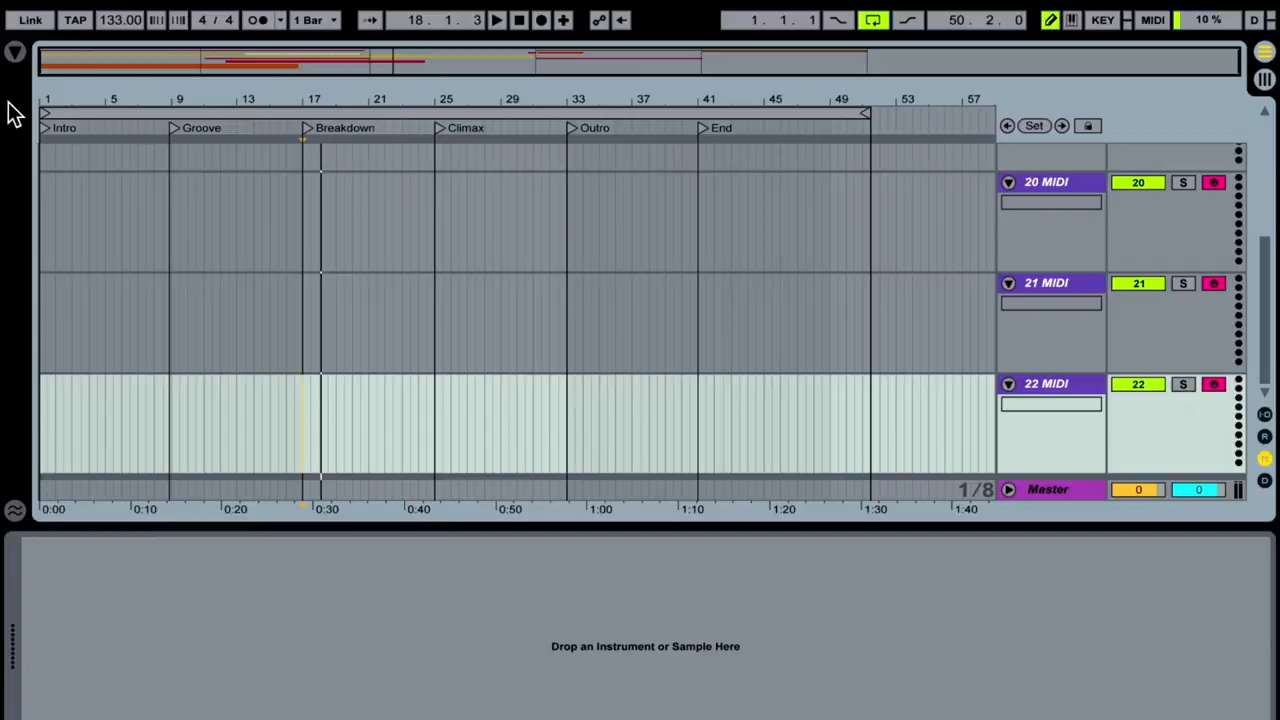 Link TAP 133.00 4 / 4 1 Bar 18. 1. 3 1. 1. 1 50. 2. 0 KEY MIDI 10 % D
1 5 9 13 17 21 25 29 33 37 41 45 49 53 57
Intro Groove Breakdown Climax Outro End Set
20 MIDI 20 S
21 MIDI 21 S
22 MIDI 22 S
I·O
R
M
D
1/8 Master 0 0
0:00 0:10 0:20 0:30 0:40 0:50 1:00 1:10 1:20 1:30 1:40
Drop an Instrument or Sample Here